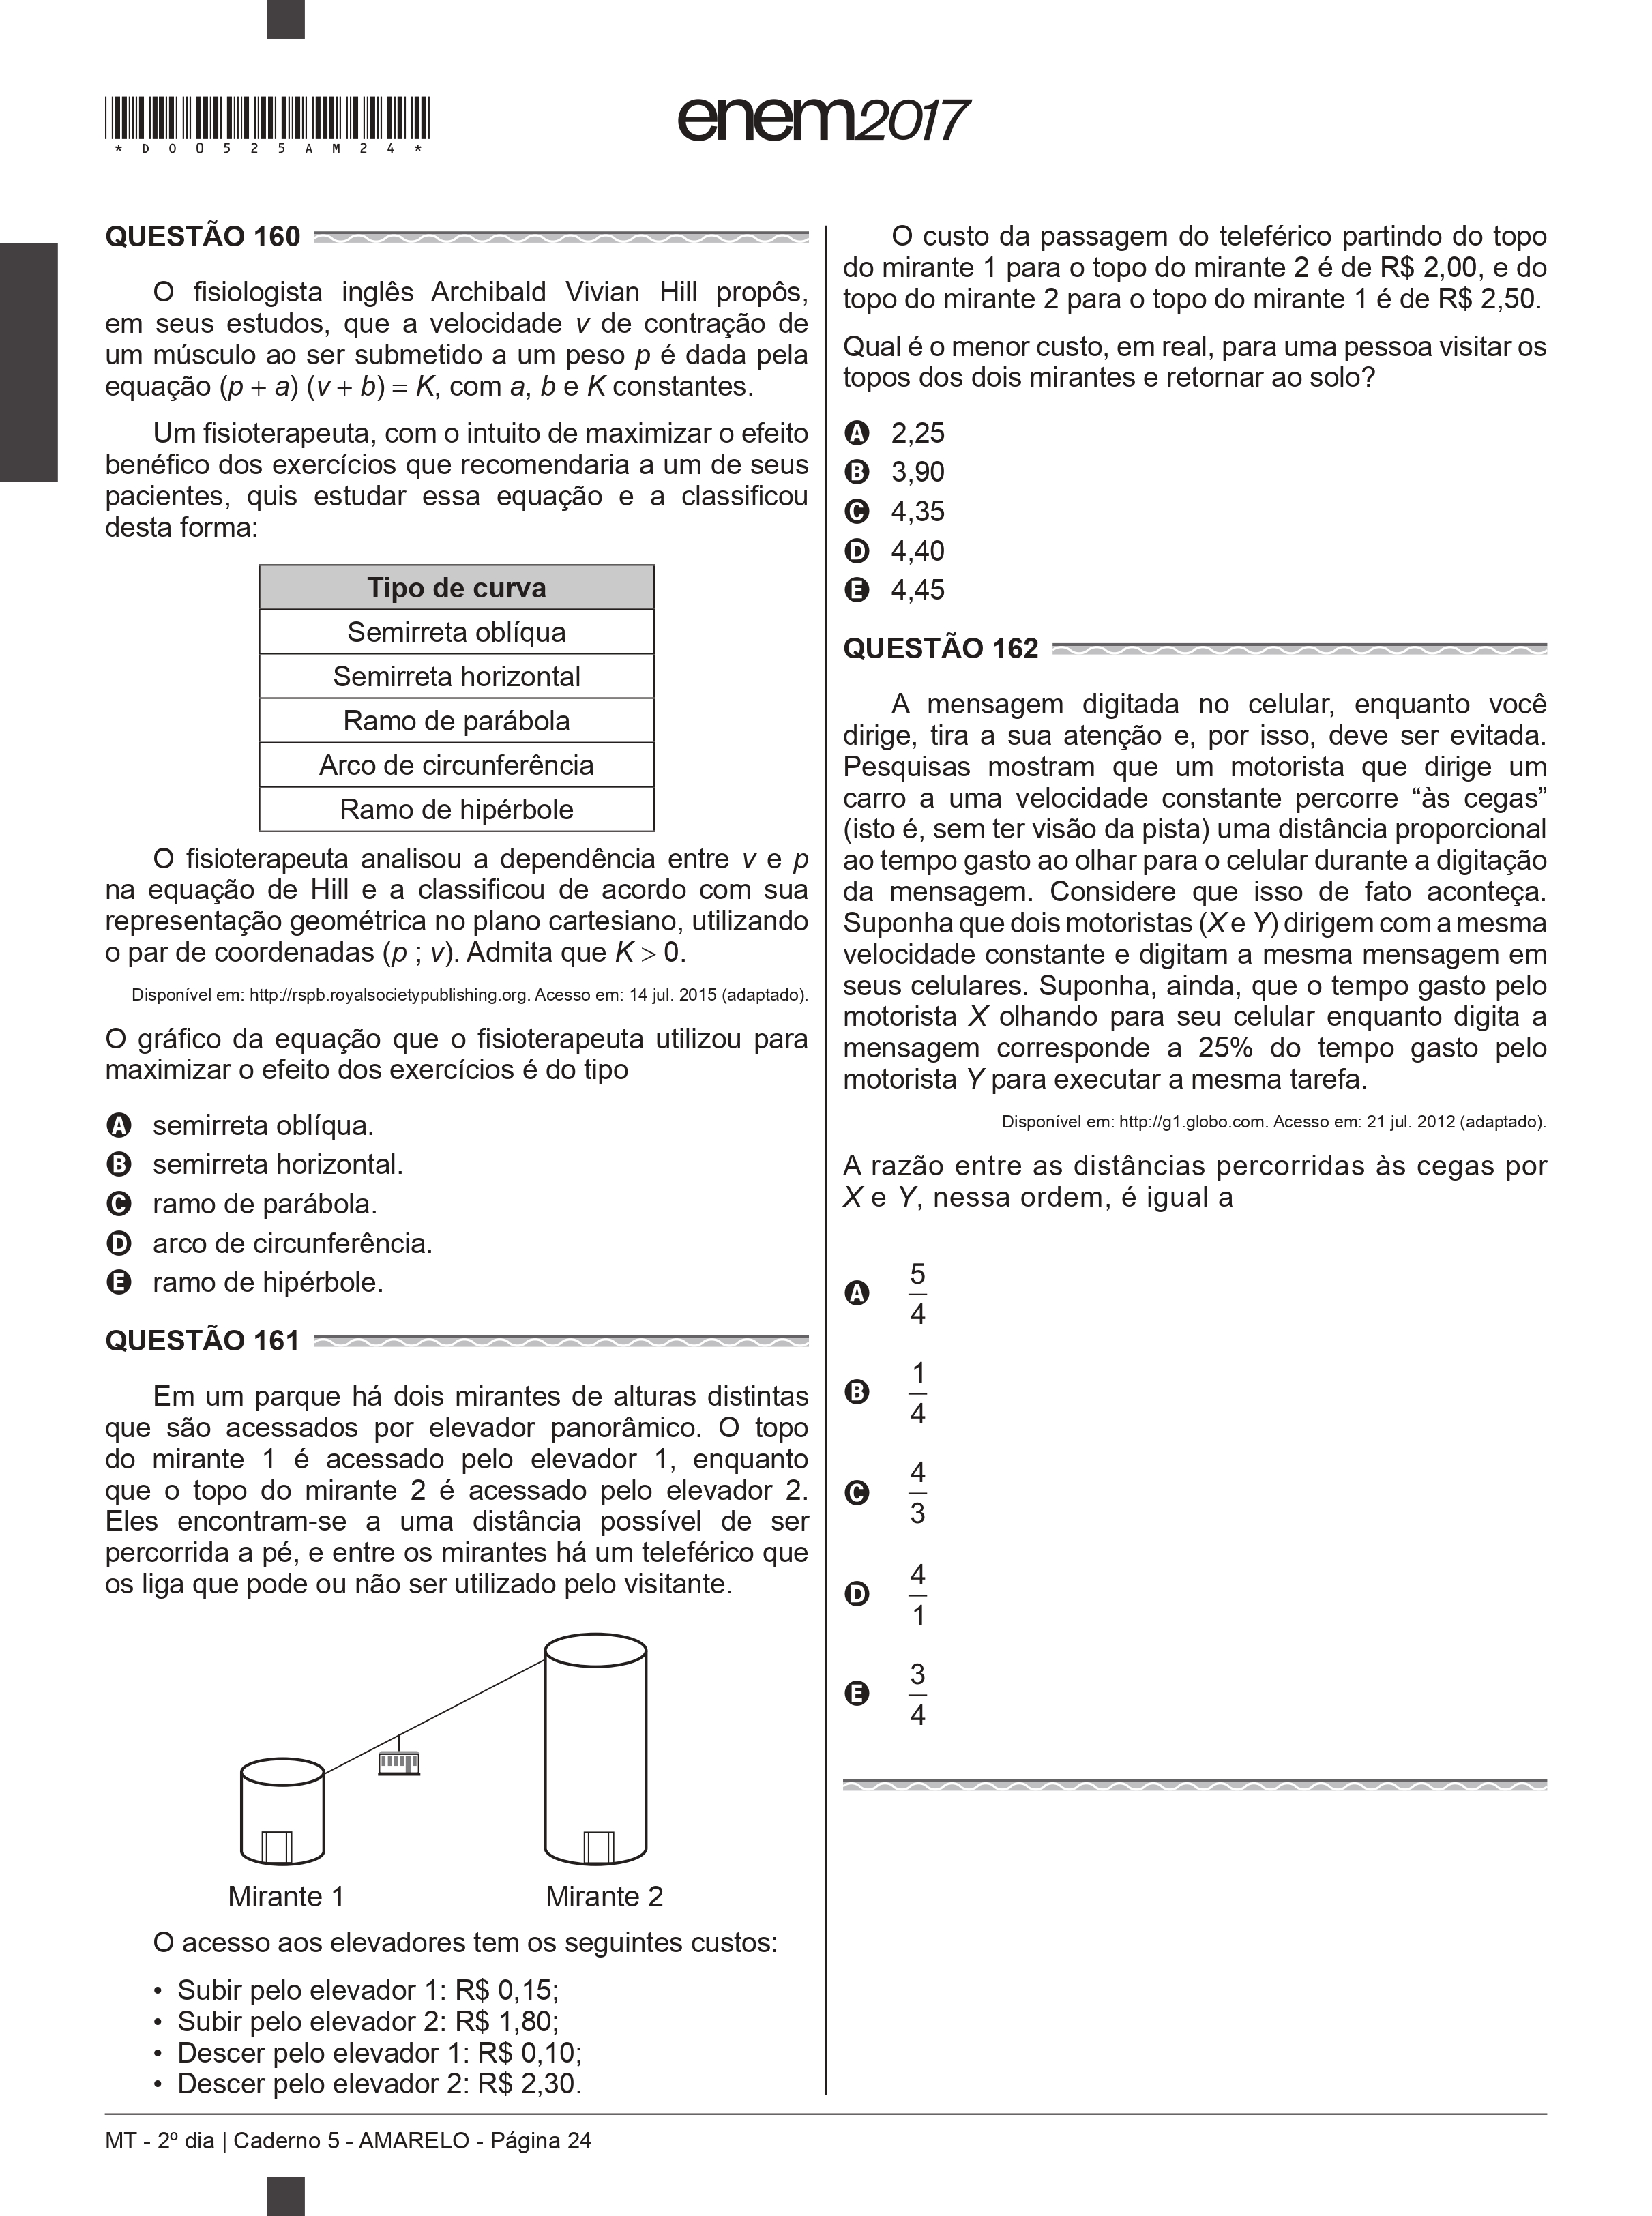 *D0O525AM24*
enem2017
QUESTÃO 160
O fisiologista inglês Archibald Vivian Hill propôs,
em seus estudos, que a velocidade v de contração de
um músculo ao ser submetido a um peso p é dada pela
equação (p + a) (v + b) = K, com a, b e K constantes.
Um fisioterapeuta, com o intuito de maximizar o efeito
benéfico dos exercícios que recomendaria a um de seus
pacientes, quis estudar essa equação e a classificou
desta forma:
Tipo de curva
Semirreta oblíqua
Semirreta horizontal
Ramo de parábola
Arco de circunferência
Ramo de hipérbole
O fisioterapeuta analisou a dependência entre v e p
na equação de Hill e a classificou de acordo com sua
representação geométrica no plano cartesiano, utilizando
o par de coordenadas (p ; v). Admita que K > 0.
Disponível em: http://rspb.royalsocietypublishing.org. Acesso em: 14 jul. 2015 (adaptado).
O gráfico da equação que o fisioterapeuta utilizou para
maximizar o efeito dos exercícios é do tipo
A semirreta oblíqua.
B semirreta horizontal.
C ramo de parábola.
D arco de circunferência.
E ramo de hipérbole.
QUESTÃO 161
Em um parque há dois mirantes de alturas distintas
que são acessados por elevador panorâmico. O topo
do mirante 1 é acessado pelo elevador 1, enquanto
que o topo do mirante 2 é acessado pelo elevador 2.
Eles encontram-se a uma distância possível de ser
percorrida a pé, e entre os mirantes há um teleférico que
os liga que pode ou não ser utilizado pelo visitante.
Mirante 1 Mirante 2
O acesso aos elevadores tem os seguintes custos:
• Subir pelo elevador 1: R$ 0,15;
• Subir pelo elevador 2: R$ 1,80;
• Descer pelo elevador 1: R$ 0,10;
• Descer pelo elevador 2: R$ 2,30.
O custo da passagem do teleférico partindo do topo
do mirante 1 para o topo do mirante 2 é de R$ 2,00, e do
topo do mirante 2 para o topo do mirante 1 é de R$ 2,50.
Qual é o menor custo, em real, para uma pessoa visitar os
topos dos dois mirantes e retornar ao solo?
A 2,25
B 3,90
C 4,35
D 4,40
E 4,45
QUESTÃO 162
A mensagem digitada no celular, enquanto você
dirige, tira a sua atenção e, por isso, deve ser evitada.
Pesquisas mostram que um motorista que dirige um
carro a uma velocidade constante percorre “às cegas”
(isto é, sem ter visão da pista) uma distância proporcional
ao tempo gasto ao olhar para o celular durante a digitação
da mensagem. Considere que isso de fato aconteça.
Suponha que dois motoristas (X e Y) dirigem com a mesma
velocidade constante e digitam a mesma mensagem em
seus celulares. Suponha, ainda, que o tempo gasto pelo
motorista X olhando para seu celular enquanto digita a
mensagem corresponde a 25% do tempo gasto pelo
motorista Y para executar a mesma tarefa.
Disponível em: http://g1.globo.com. Acesso em: 21 jul. 2012 (adaptado).
A razão entre as distâncias percorridas às cegas por
X e Y, nessa ordem, é igual a
A 5/4
B 1/4
C 4/3
D 4/1
E 3/4
MT - 2º dia | Caderno 5 - AMARELO - Página 24